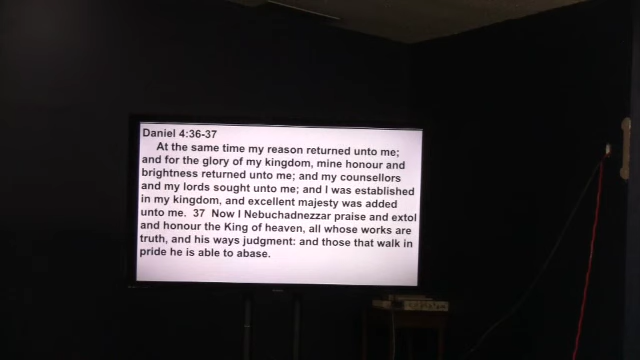 Daniel 4:36-37
At the same time my reason returned unto me;
and for the glory of my kingdom, mine honour and
brightness returned unto me; and my counsellors
and my lords sought unto me; and I was established
in my kingdom, and excellent majesty was added
unto me. 37 Now I Nebuchadnezzar praise and extol
and honour the King of heaven, all whose works are
truth, and his ways judgment: and those that walk in
pride he is able to abase.